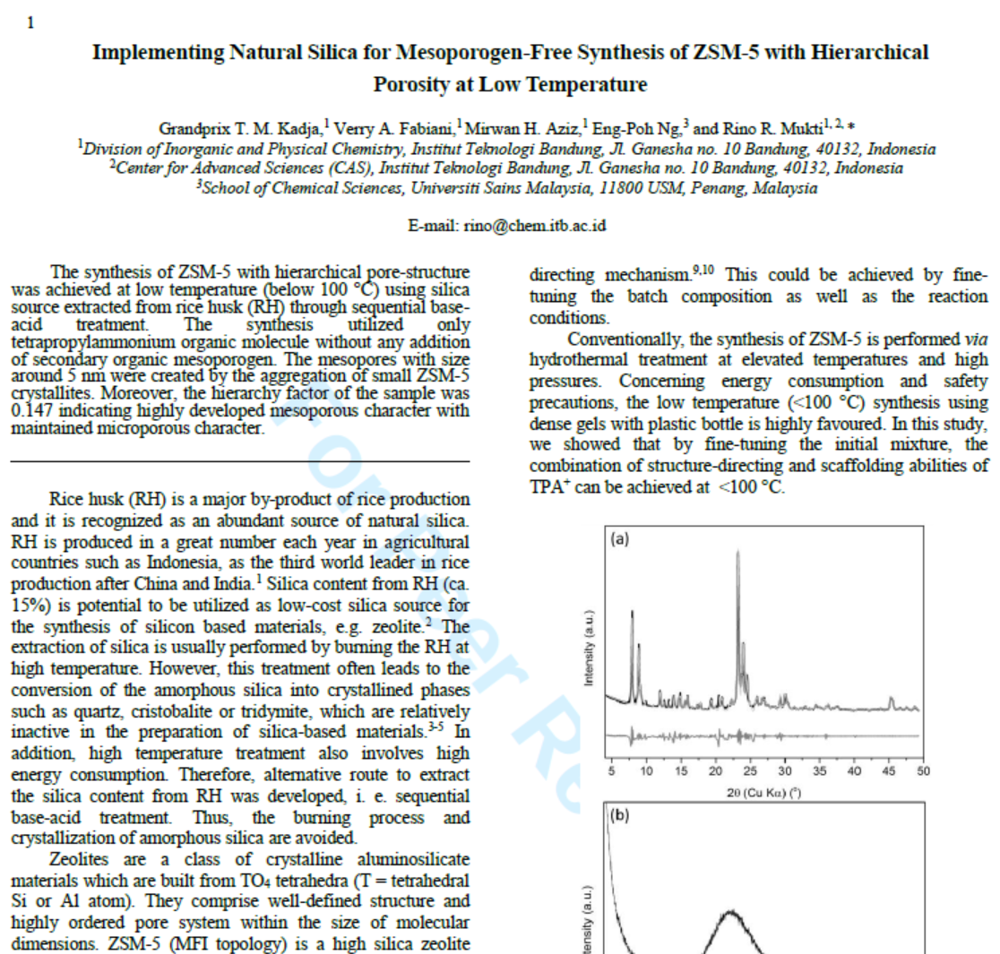 1
Implementing Natural Silica for Mesoporogen-Free Synthesis of ZSM-5 with Hierarchical
Porosity at Low Temperature
Grandprix T. M. Kadja,1 Verry A. Fabiani,1 Mirwan H. Aziz,1 Eng-Poh Ng,3 and Rino R. Mukti1, 2, *
1Division of Inorganic and Physical Chemistry, Institut Teknologi Bandung, Jl. Ganesha no. 10 Bandung, 40132, Indonesia
2Center for Advanced Sciences (CAS), Institut Teknologi Bandung, Jl. Ganesha no. 10 Bandung, 40132, Indonesia
3School of Chemical Sciences, Universiti Sains Malaysia, 11800 USM, Penang, Malaysia
E-mail: rino@chem.itb.ac.id
The synthesis of ZSM-5 with hierarchical pore-structure
was achieved at low temperature (below 100 °C) using silica
source extracted from rice husk (RH) through sequential base-
acid treatment. The synthesis utilized only
tetrapropylammonium organic molecule without any addition
of secondary organic mesoporogen. The mesopores with size
around 5 nm were created by the aggregation of small ZSM-5
crystallites. Moreover, the hierarchy factor of the sample was
0.147 indicating highly developed mesoporous character with
maintained microporous character.
Rice husk (RH) is a major by-product of rice production
and it is recognized as an abundant source of natural silica.
RH is produced in a great number each year in agricultural
countries such as Indonesia, as the third world leader in rice
production after China and India.1 Silica content from RH (ca.
15%) is potential to be utilized as low-cost silica source for
the synthesis of silicon based materials, e.g. zeolite.2 The
extraction of silica is usually performed by burning the RH at
high temperature. However, this treatment often leads to the
conversion of the amorphous silica into crystallined phases
such as quartz, cristobalite or tridymite, which are relatively
inactive in the preparation of silica-based materials.3-5 In
addition, high temperature treatment also involves high
energy consumption. Therefore, alternative route to extract
the silica content from RH was developed, i. e. sequential
base-acid treatment. Thus, the burning process and
crystallization of amorphous silica are avoided.
Zeolites are a class of crystalline aluminosilicate
materials which are built from TO4 tetrahedra (T = tetrahedral
Si or Al atom). They comprise well-defined structure and
highly ordered pore system within the size of molecular
dimensions. ZSM-5 (MFI topology) is a high silica zeolite
directing mechanism.9,10 This could be achieved by fine-
tuning the batch composition as well as the reaction
conditions.
Conventionally, the synthesis of ZSM-5 is performed via
hydrothermal treatment at elevated temperatures and high
pressures. Concerning energy consumption and safety
precautions, the low temperature (<100 °C) synthesis using
dense gels with plastic bottle is highly favoured. In this study,
we showed that by fine-tuning the initial mixture, the
combination of structure-directing and scaffolding abilities of
TPA+ can be achieved at <100 °C.
(a)
Intensity (a.u.)
5 10 15 20 25 30 35 40 45 50
2θ (Cu Kα) (°)
(b)
tensity (a.u.)
For Peer Re